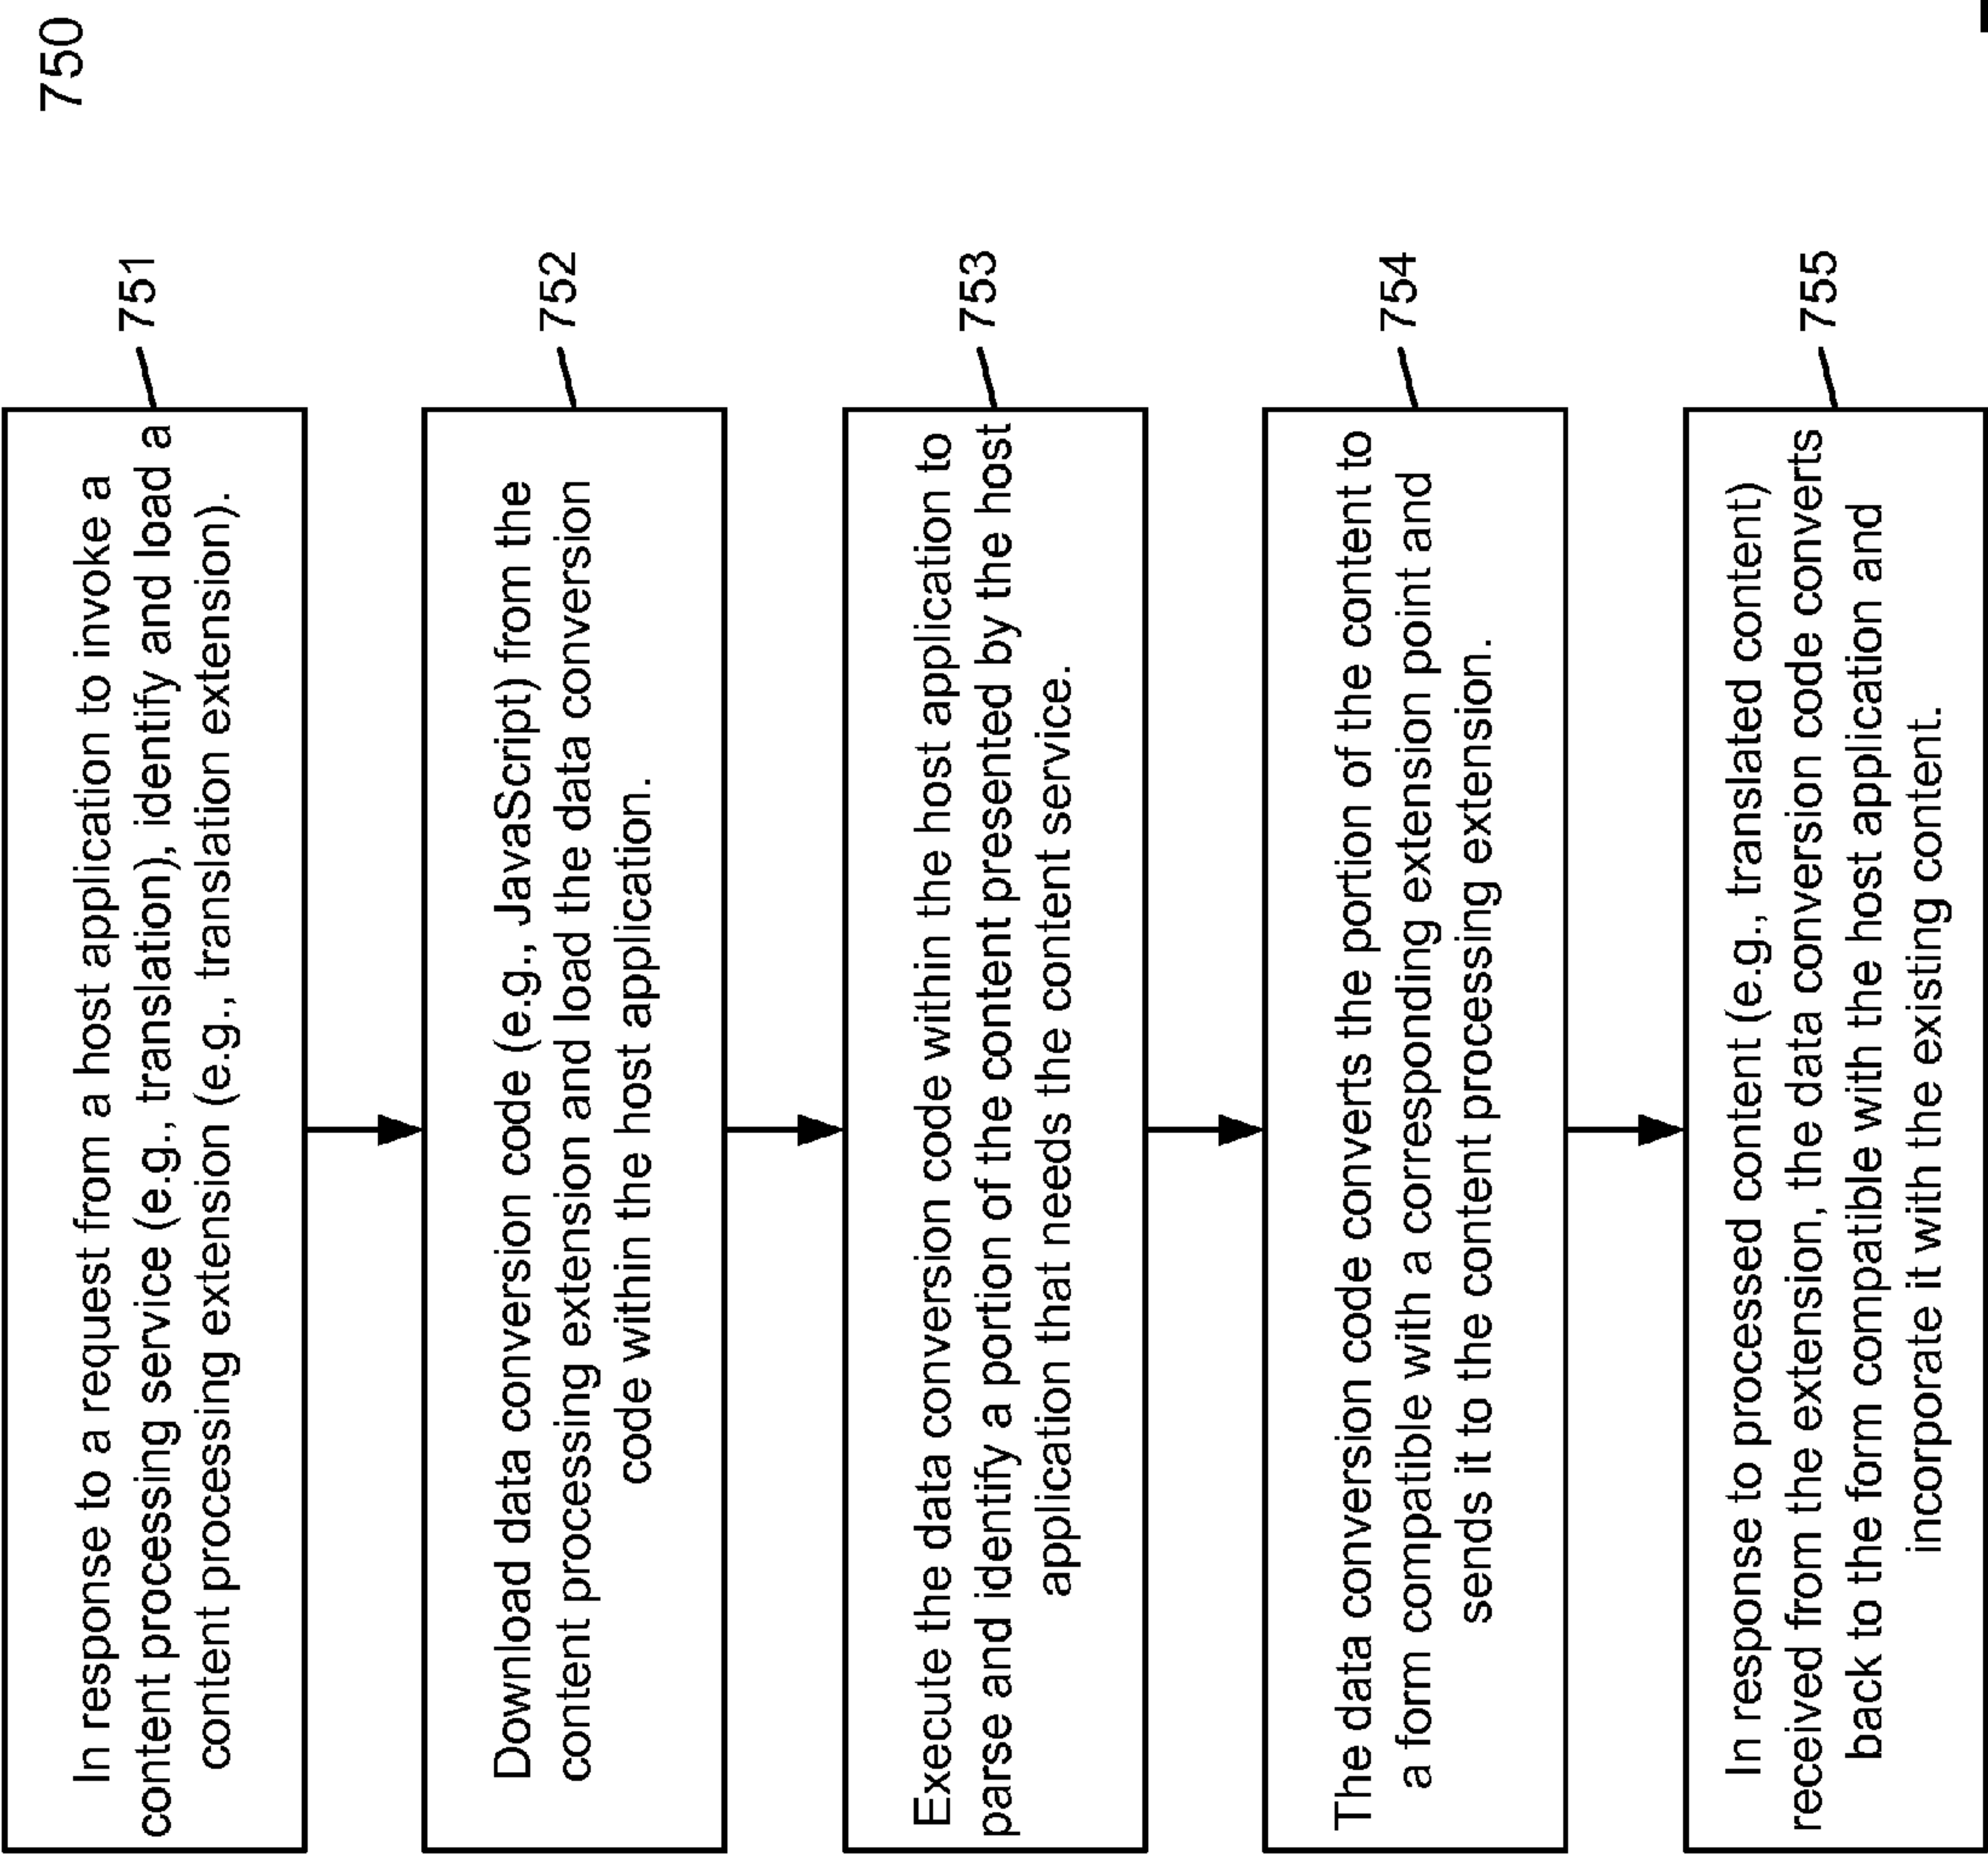 750
In response to a request from a host application to invoke a
content processing service (e.g., translation), identify and load a
content processing extension (e.g., translation extension).
751
Download data conversion code (e.g., JavaScript) from the
content processing extension and load the data conversion
code within the host application.
752
Execute the data conversion code within the host application to
parse and identify a portion of the content presented by the host
application that needs the content service.
753
The data conversion code converts the portion of the content to
a form compatible with a corresponding extension point and
sends it to the content processing extension.
754
In response to processed content (e.g., translated content)
received from the extension, the data conversion code converts
back to the form compatible with the host application and
incorporate it with the existing content.
755